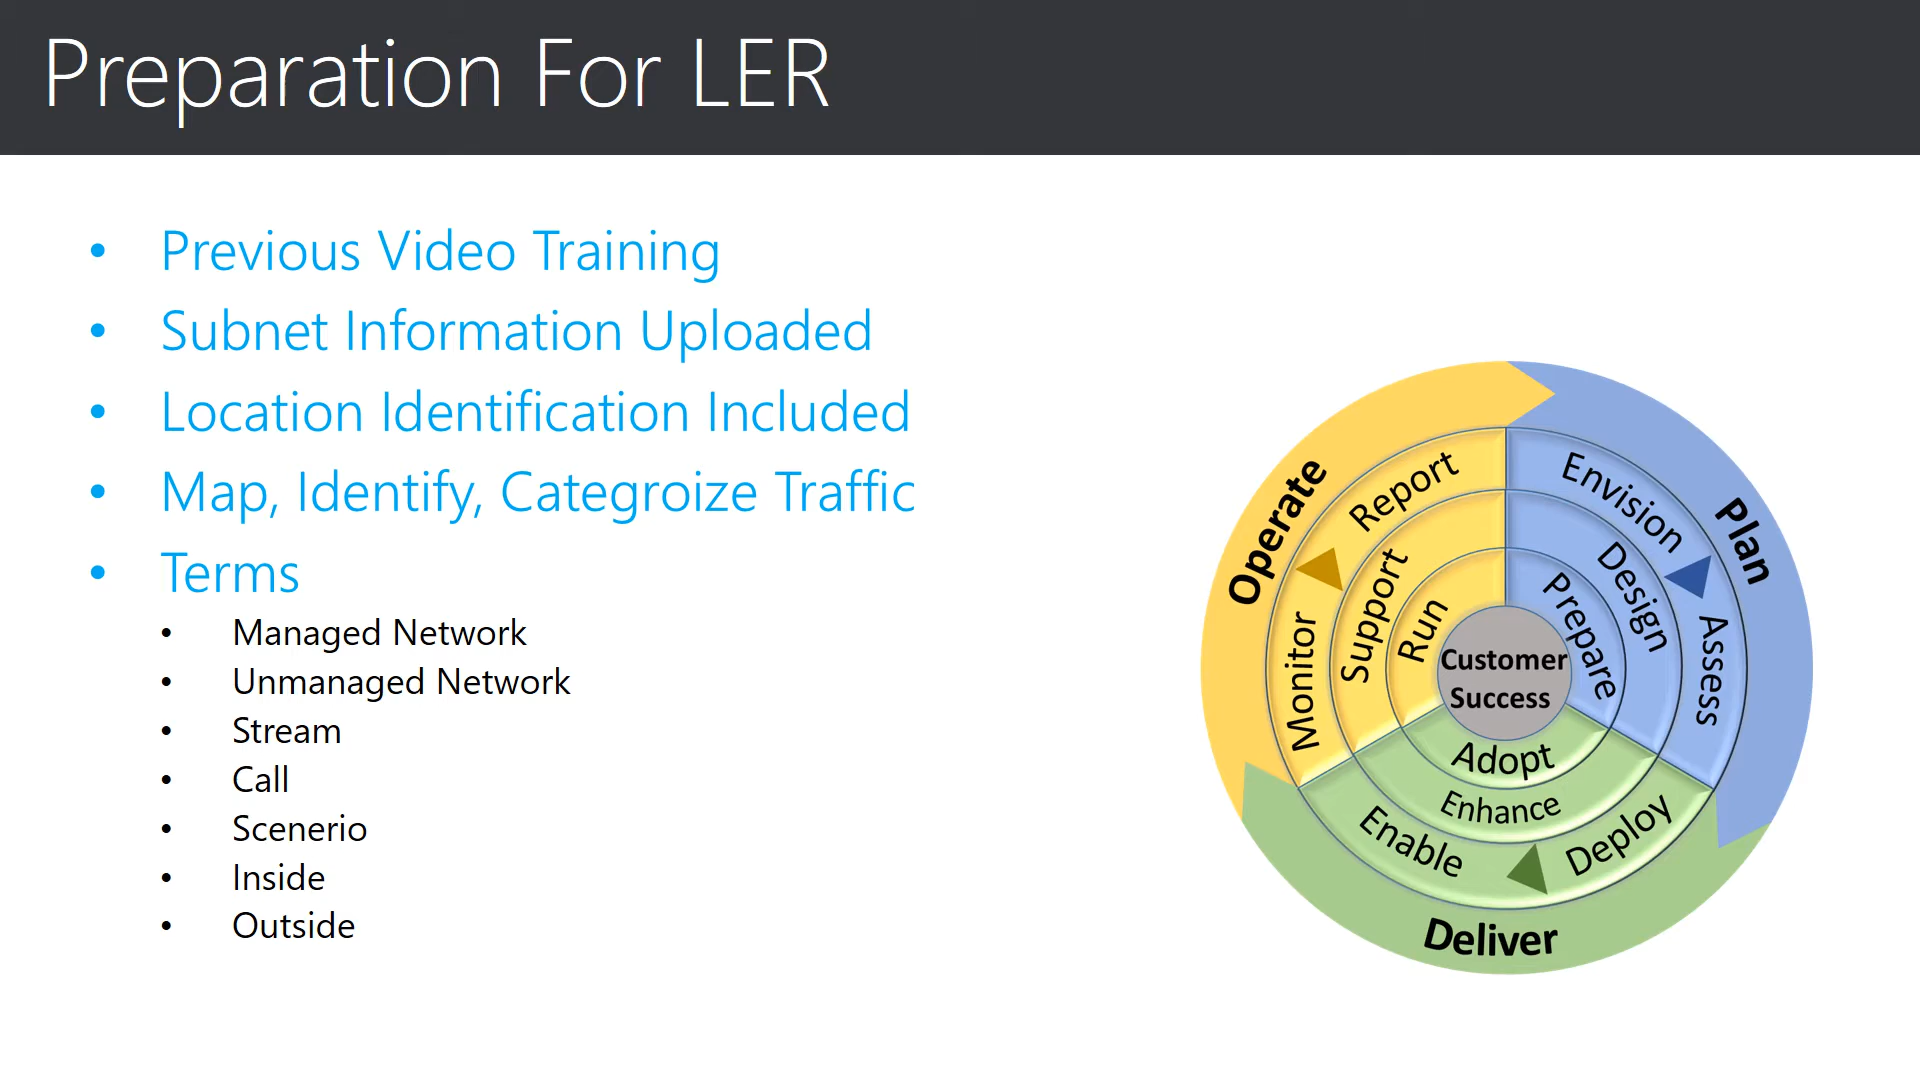 Preparation For LER
• Previous Video Training
• Subnet Information Uploaded
• Location Identification Included
• Map, Identify, Categroize Traffic
• Terms
• Managed Network
• Unmanaged Network
• Stream
• Call
• Scenerio
• Inside
• Outside
Operate
Report
Monitor
Support
Run
Plan
Envision
Assess
Design
Prepare
Customer
Success
Adopt
Enhance
Enable
Deploy
Deliver